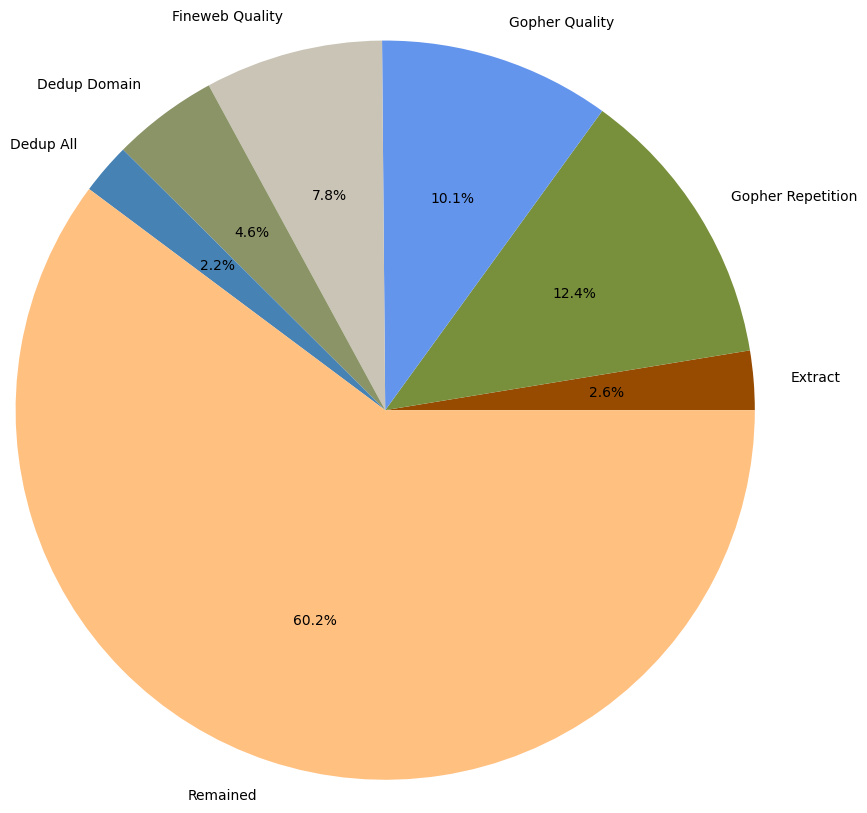 Fineweb Quality
Gopher Quality
Dedup Domain
Dedup All
7.8%
10.1%
Gopher Repetition
4.6%
2.2%
12.4%
Extract
2.6%
60.2%
Remained